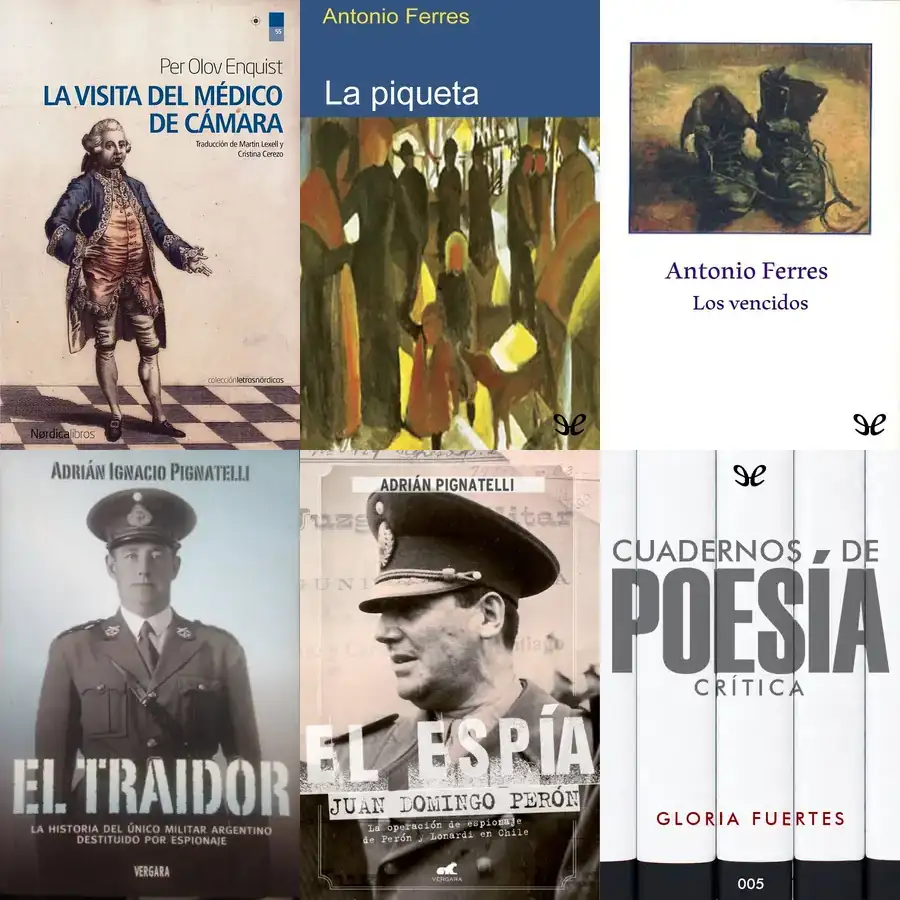 55
Per Olov Enquist
LA VISITA DEL MÉDICO
DE CÁMARA
Traducción de Martin Lexell y
Cristina Cerezo
colecciónletrasnórdicas
Nørdicalibros
Antonio Ferres
La piqueta
Antonio Ferres
Los vencidos
ADRIÁN IGNACIO PIGNATELLI
EL TRAIDOR
LA HISTORIA DEL ÚNICO MILITAR ARGENTINO
DESTITUIDO POR ESPIONAJE
VERGARA
ADRIÁN PIGNATELLI
EL ESPÍA
JUAN DOMINGO PERÓN
La operación de espionaje
de Perón y Lonardi en Chile
VERGARA
CUADERNOS DE
POESÍA
CRÍTICA
GLORIA FUERTES
005